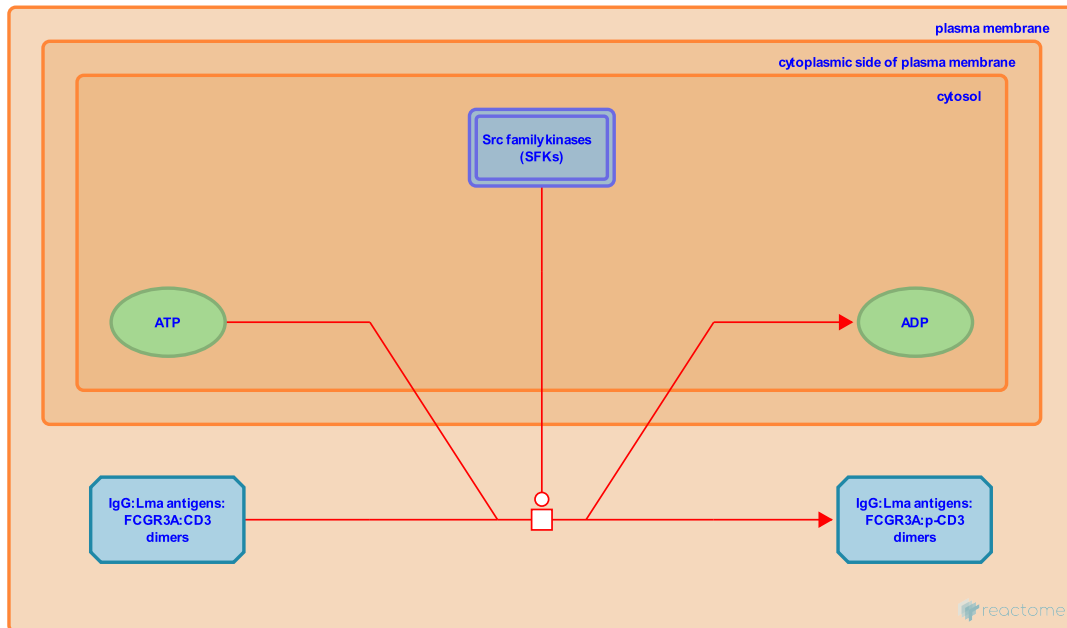 plasma membrane
cytoplasmic side of plasma membrane
cytosol
Src family kinases
(SFKs)
ATP
ADP
IgG:Lma antigens:
FCGR3A:CD3
dimers
IgG:Lma antigens:
FCGR3A:p-CD3
dimers
reactome